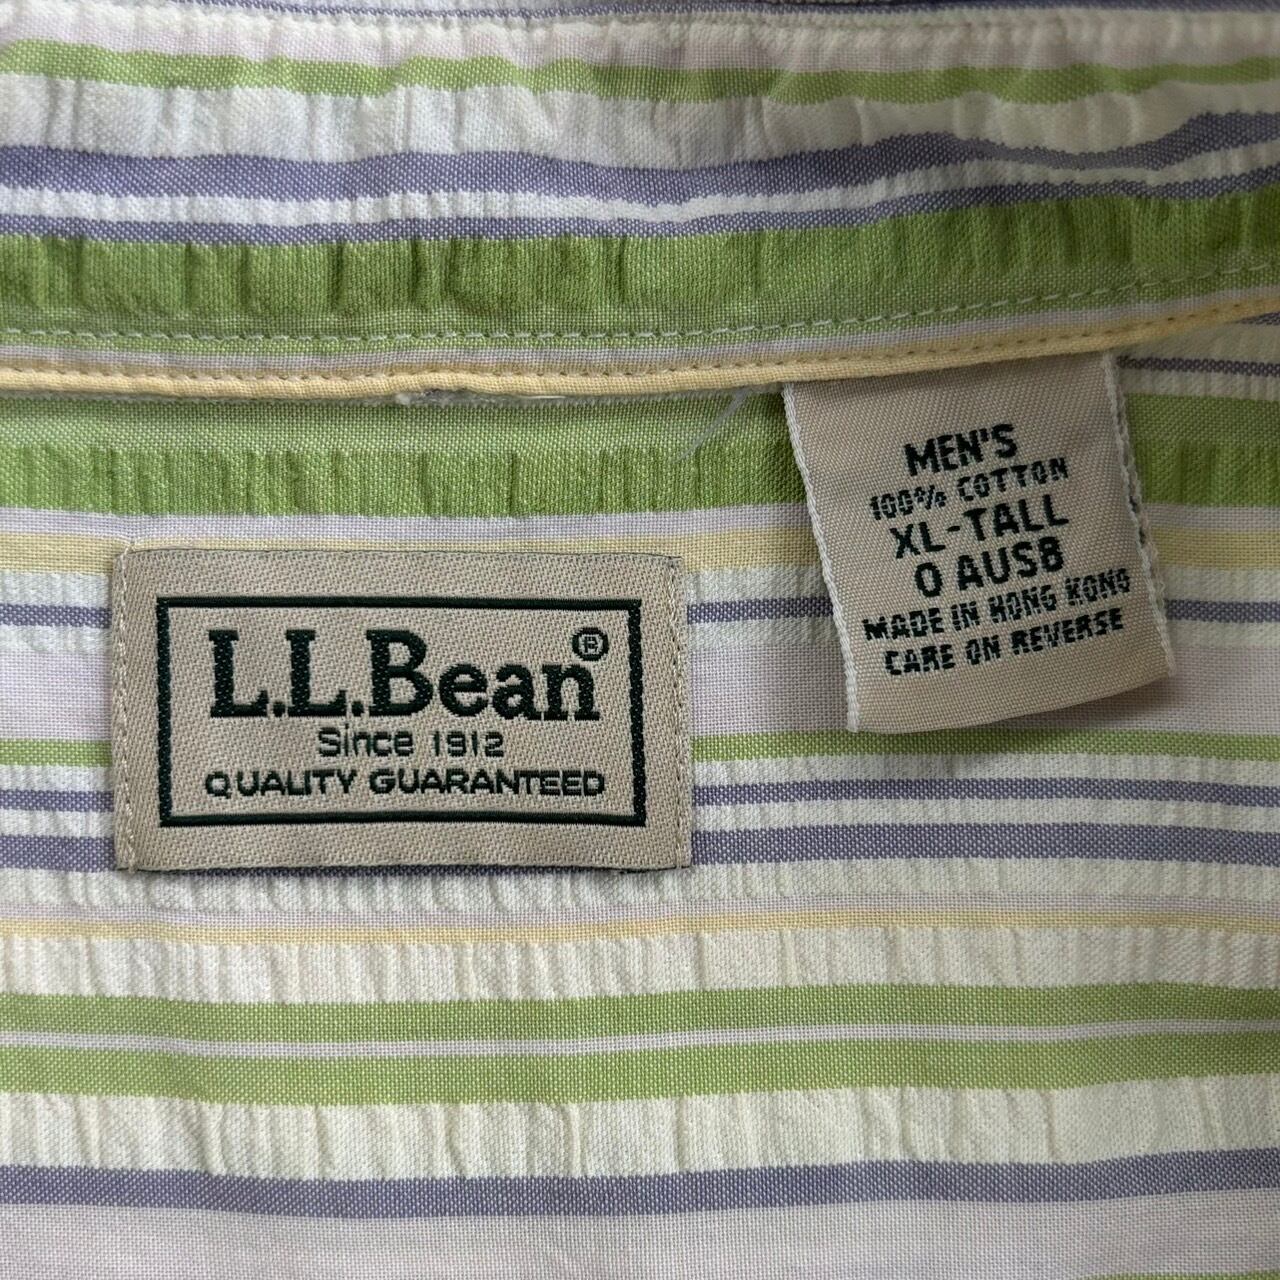 L.L.Bean®
Since 1912
QUALITY GUARANTEED
MEN'S
100% COTTON
XL-TALL
0 AUS8
MADE IN HONG KONG
CARE ON REVERSE